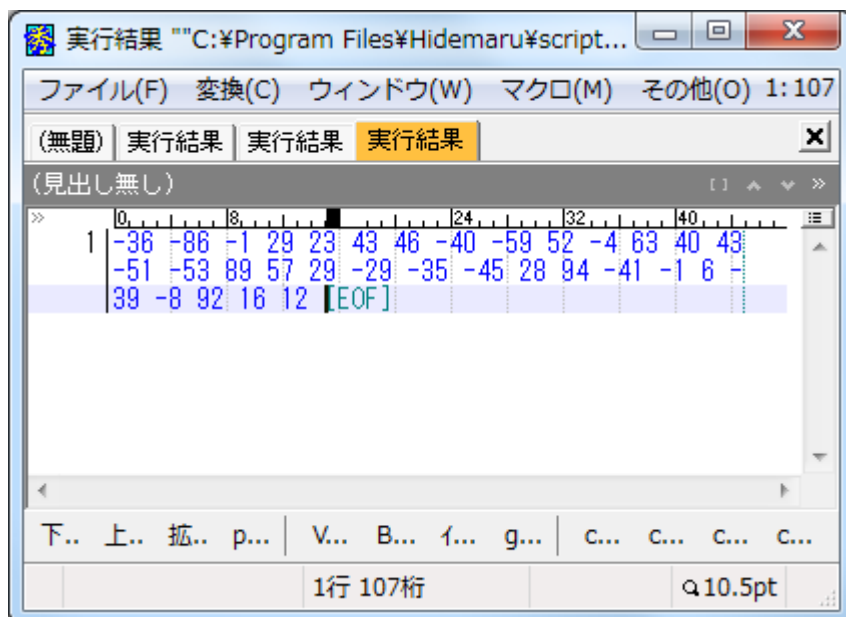 実行結果 ""C:¥Program Files¥Hidemaru¥script...
ファイル(F) 変換(C) ウィンドウ(W) マクロ(M) その他(O) 1:107
(無題) 実行結果 実行結果 実行結果
(見出し無し)
0 8 24 32 40
1 -36 -86 -1 29 23 43 46 -40 -59 52 -4 63 40 43
-51 -53 89 57 29 -29 -35 -45 28 94 -41 -1 6 -
39 -8 92 16 12 [EOF]
下.. 上.. 拡.. p... V... B... イ... g... c... c... c... c...
1行 107桁 10.5pt